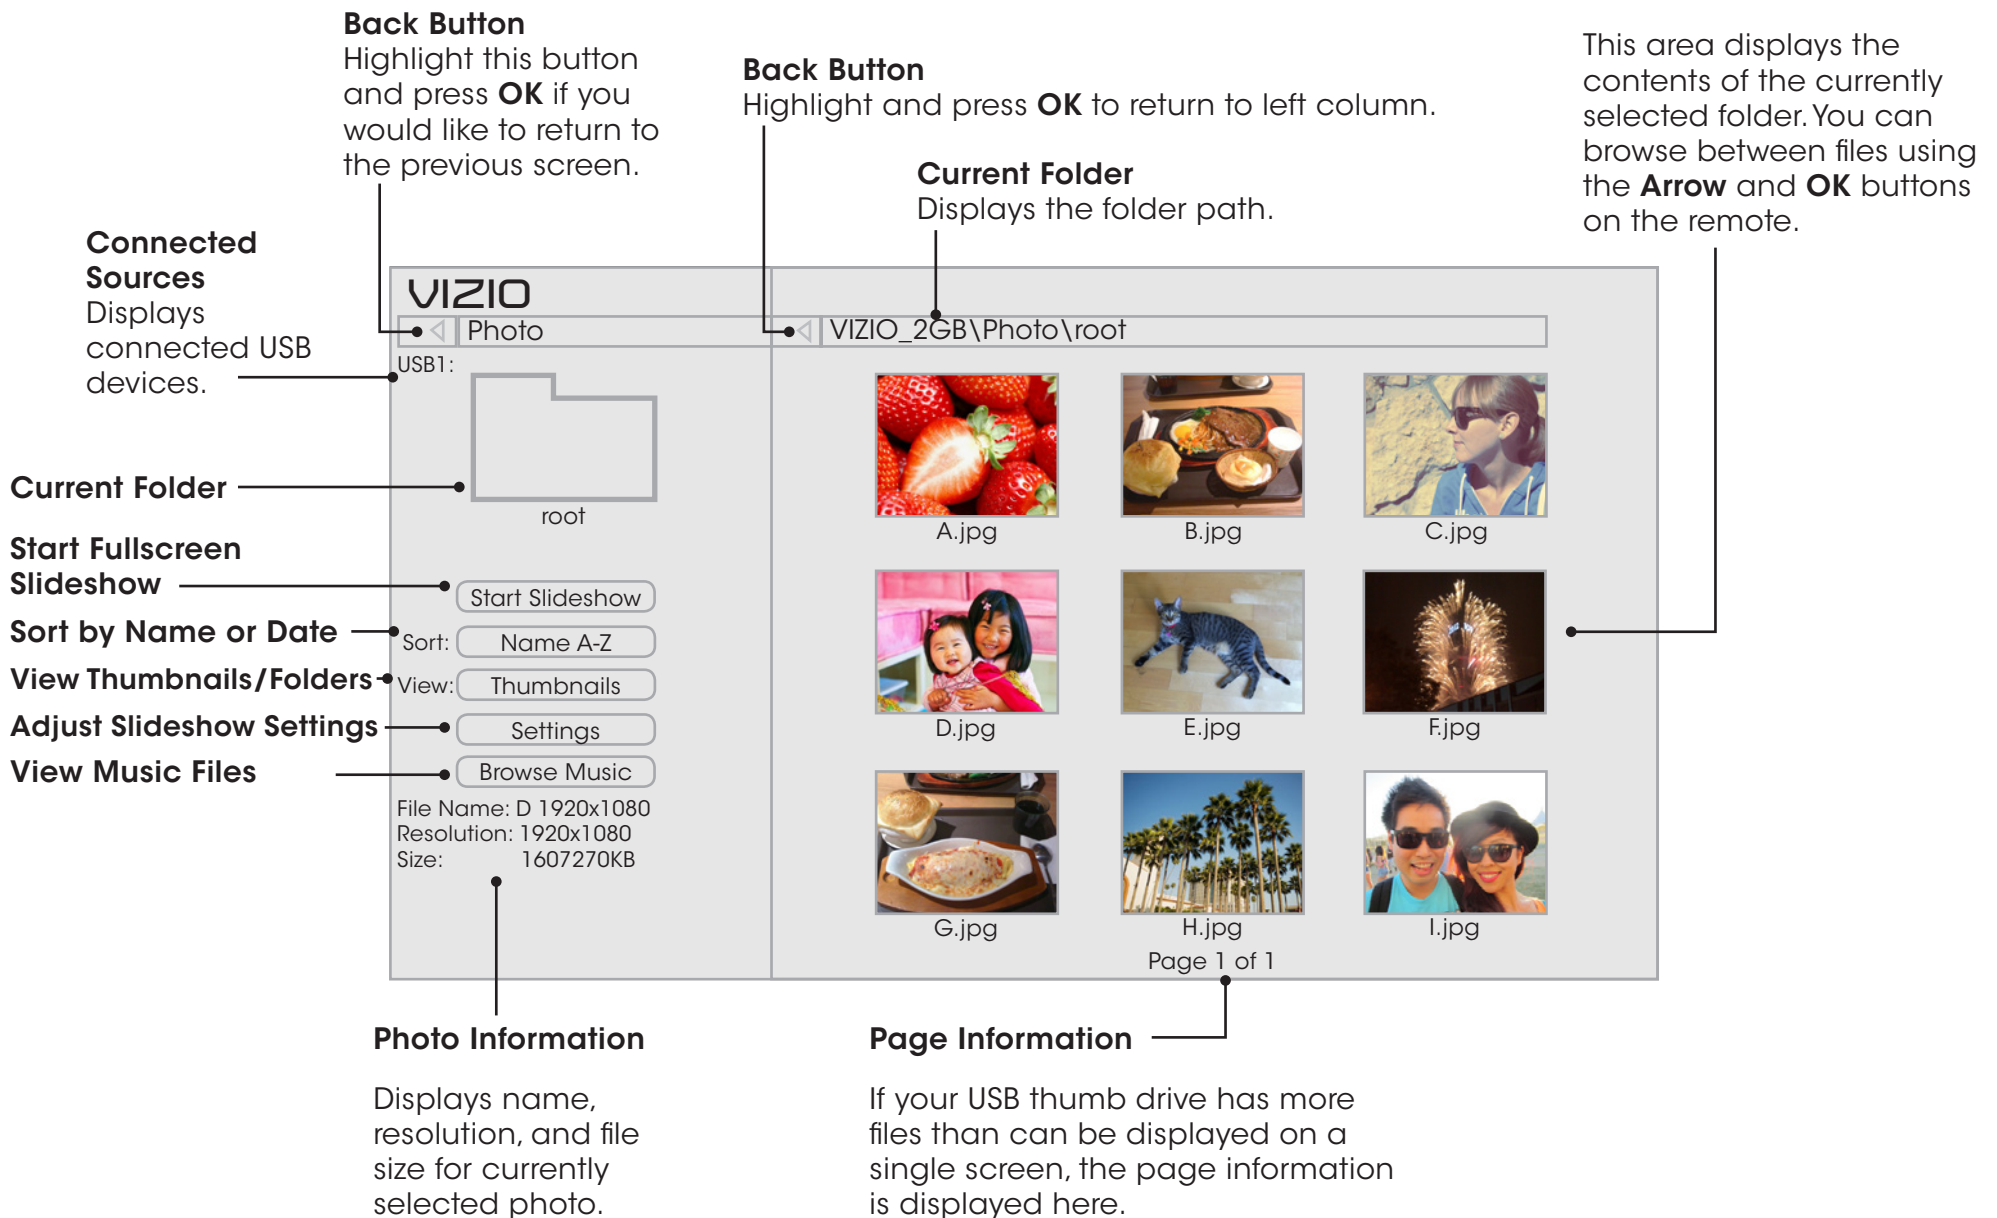 Back Button
Highlight this button
and press OK if you
would like to return to
the previous screen.
Back Button
Highlight and press OK to return to left column.
Current Folder
Displays the folder path.
This area displays the
contents of the currently
selected folder. You can
browse between files using
the Arrow and OK buttons
on the remote.
Connected
Sources
Displays
connected USB
devices.
Current Folder
Start Fullscreen
Slideshow
Sort by Name or Date
View Thumbnails/Folders
Adjust Slideshow Settings
View Music Files
VIZIO
Photo
USB1:
root
Start Slideshow
Sort: Name A-Z
View: Thumbnails
Settings
Browse Music
File Name: D 1920x1080
Resolution: 1920x1080
Size: 1607270KB
VIZIO_2GB\Photo\root
A.jpg
B.jpg
C.jpg
D.jpg
E.jpg
F.jpg
G.jpg
H.jpg
I.jpg
Page 1 of 1
Photo Information
Displays name,
resolution, and file
size for currently
selected photo.
Page Information
If your USB thumb drive has more
files than can be displayed on a
single screen, the page information
is displayed here.